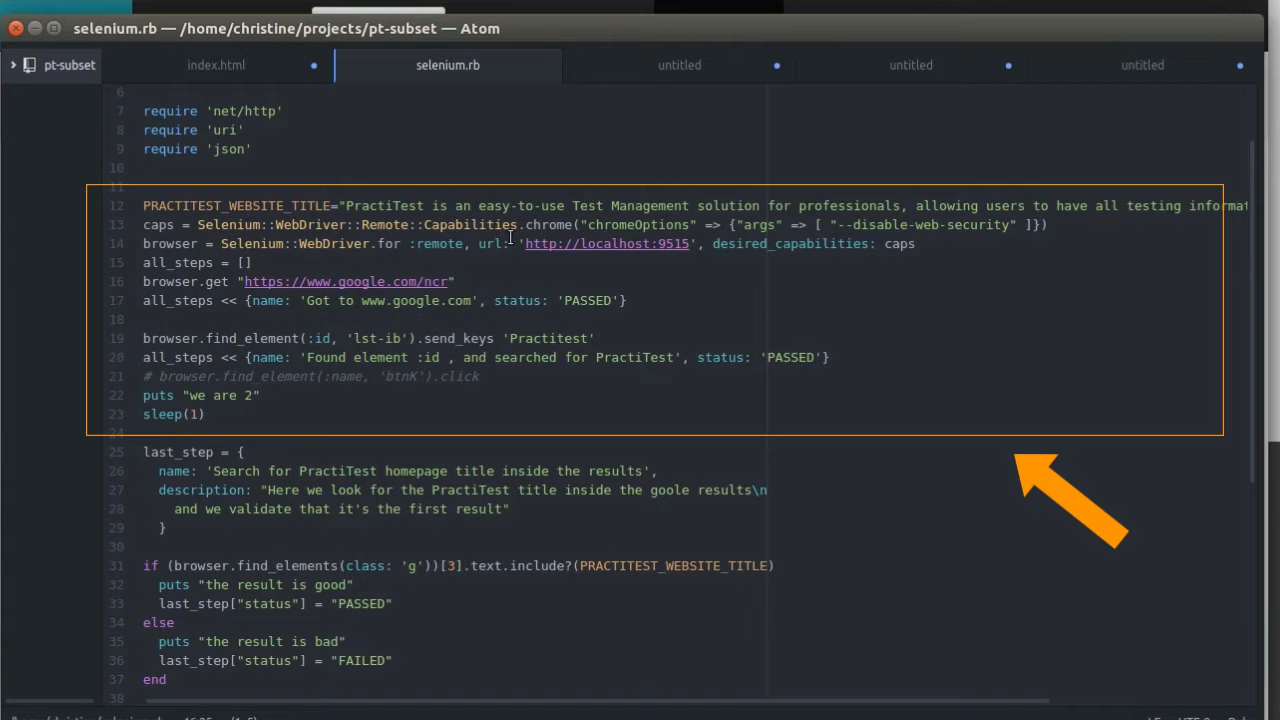 selenium.rb — /home/christine/projects/pt-subset — Atom
pt-subset index.html selenium.rb untitled untitled untitled
6
7 require 'net/http'
8 require 'uri'
9 require 'json'
10
11
12 PRACTITEST_WEBSITE_TITLE="PractiTest is an easy-to-use Test Management solution for professionals, allowing users to have all testing informat
13 caps = Selenium::WebDriver::Remote::Capabilities.chrome("chromeOptions" => {"args" => [ "--disable-web-security" ]})
14 browser = Selenium::WebDriver.for :remote, url: 'http://localhost:9515', desired_capabilities: caps
15 all_steps = []
16 browser.get "https://www.google.com/ncr"
17 all_steps << {name: 'Got to www.google.com', status: 'PASSED'}
18
19 browser.find_element(:id, 'lst-ib').send_keys 'Practitest'
20 all_steps << {name: 'Found element :id , and searched for PractiTest', status: 'PASSED'}
21 # browser.find_element(:name, 'btnK').click
22 puts "we are 2"
23 sleep(1)
24
25 last_step = {
26 name: 'Search for PractiTest homepage title inside the results',
27 description: "Here we look for the PractiTest title inside the goole results\n
28 and we validate that it's the first result"
29 }
30
31 if (browser.find_elements(class: 'g'))[3].text.include?(PRACTITEST_WEBSITE_TITLE)
32 puts "the result is good"
33 last_step["status"] = "PASSED"
34 else
35 puts "the result is bad"
36 last_step["status"] = "FAILED"
37 end
38